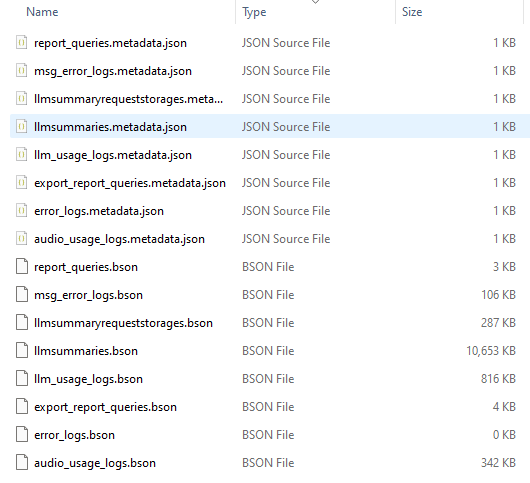 Name Type Size
report_queries.metadata.json JSON Source File 1 KB
msg_error_logs.metadata.json JSON Source File 1 KB
llmsummaryrequeststorages.meta... JSON Source File 1 KB
llmsummaries.metadata.json JSON Source File 1 KB
llm_usage_logs.metadata.json JSON Source File 1 KB
export_report_queries.metadata.json JSON Source File 1 KB
error_logs.metadata.json JSON Source File 1 KB
audio_usage_logs.metadata.json JSON Source File 1 KB
report_queries.bson BSON File 3 KB
msg_error_logs.bson BSON File 106 KB
llmsummaryrequeststorages.bson BSON File 287 KB
llmsummaries.bson BSON File 10,653 KB
llm_usage_logs.bson BSON File 816 KB
export_report_queries.bson BSON File 4 KB
error_logs.bson BSON File 0 KB
audio_usage_logs.bson BSON File 342 KB